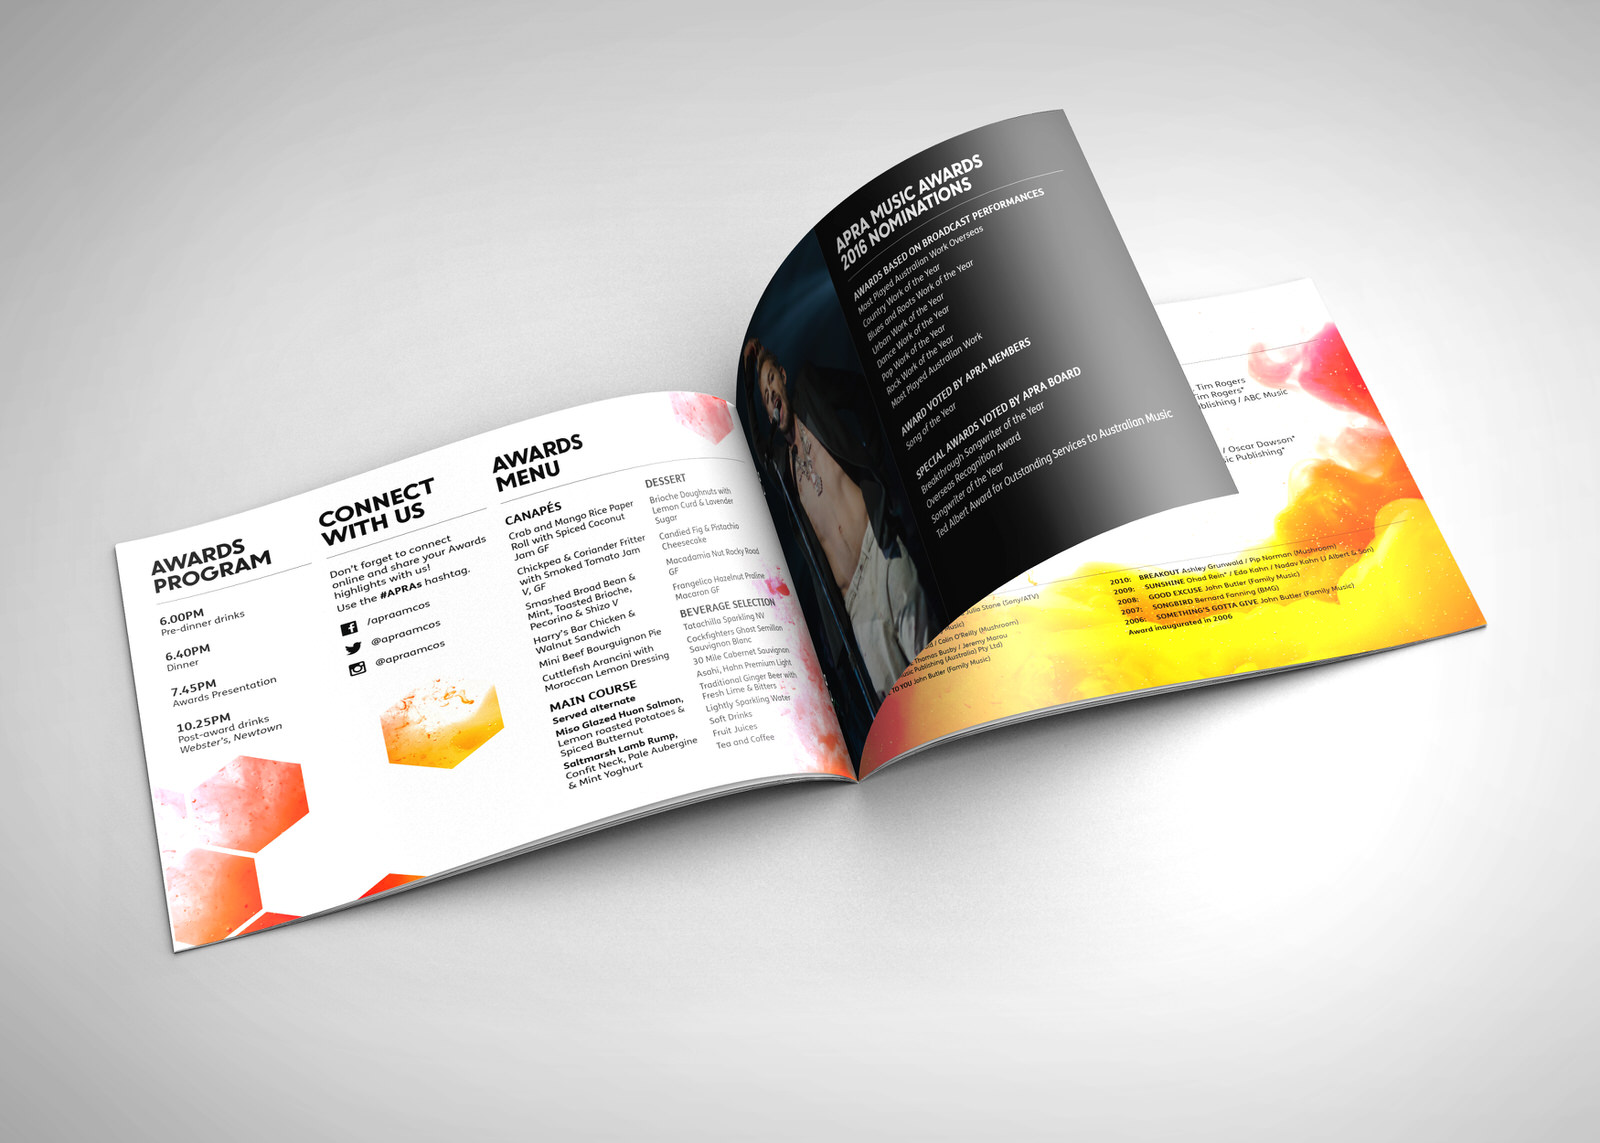 AWARDS
PROGRAM
6.00PM
Pre-dinner drinks
6.40PM
Dinner
7.45PM
Awards Presentation
10.25PM
Post-award drinks
Webster's, Newtown
CONNECT
WITH US
Don't forget to connect
online and share your Awards
highlights with us!
Use the #APRAs hashtag.
/apraamcos
@apraamcos
@apraamcos
AWARDS
MENU
CANAPÉS
Crab and Mango Rice Paper
Roll with Spiced Coconut
Jam GF
Chickpea & Coriander Fritter
with Smoked Tomato Jam
V, GF
Smashed Broad Bean &
Mint, Toasted Brioche,
Pecorino & Shizo V
Harry's Bar Chicken &
Walnut Sandwich
Mini Beef Bourguignon Pie
Cuttlefish Arancini with
Moroccan Lemon Dressing
MAIN COURSE
Served alternate
Miso Glazed Huon Salmon,
Lemon roasted Potatoes &
Spiced Butternut
Saltmarsh Lamb Rump,
Confit Neck, Pale Aubergine
& Mint Yoghurt
DESSERT
Brioche Doughnuts with
Lemon Curd & Lavender
Sugar
Candied Fig & Pistachio
Cheesecake
Macadamia Nut Rocky Road
GF
Frangelico Hazelnut Praline
Macaron GF
BEVERAGE SELECTION
Tatachilla Sparkling NV
Cockfighters Ghost Semillon
Sauvignon Blanc
30 Mile Cabernet Sauvignon
Asahi, Hahn Premium Light
Traditional Ginger Beer with
Fresh Lime & Bitters
Lightly Sparkling Water
Soft Drinks
Fruit Juices
Tea and Coffee
APRA MUSIC AWARDS
2016 NOMINATIONS
AWARDS BASED ON BROADCAST PERFORMANCES
Most Played Australian Work Overseas
Country Work of the Year
Blues and Roots Work of the Year
Urban Work of the Year
Dance Work of the Year
Pop Work of the Year
Rock Work of the Year
Most Played Australian Work
AWARD VOTED BY APRA MEMBERS
Song of the Year
SPECIAL AWARDS VOTED BY APRA BOARD
Breakthrough Songwriter of the Year
Overseas Recognition Award
Songwriter of the Year
Ted Albert Award for Outstanding Services to Australian Music
Tim Rogers
Tim Rogers*
/ ABC Music
/ Oscar Dawson*
Publishing*
Julia Stone (Sony/ATV)
Music)
/ Colin O'Reilly (Mushroom)
Thomas Busby / Jeremy Marou
Publishing (Australia) Pty Ltd)
TO YOU John Butler (Family Music)
2010: BREAKOUT Ashley Grunwald / Pip Norman (Mushroom)
2009: SUNSHINE Ohad Rein* / Edo Kahn / Nadav Kahn (J Albert & Son)
2008: GOOD EXCUSE John Butler (Family Music)
2007: SONGBIRD Bernard Fanning (BMG)
2006: SOMETHING'S GOTTA GIVE John Butler (Family Music)
Award inaugurated in 2006